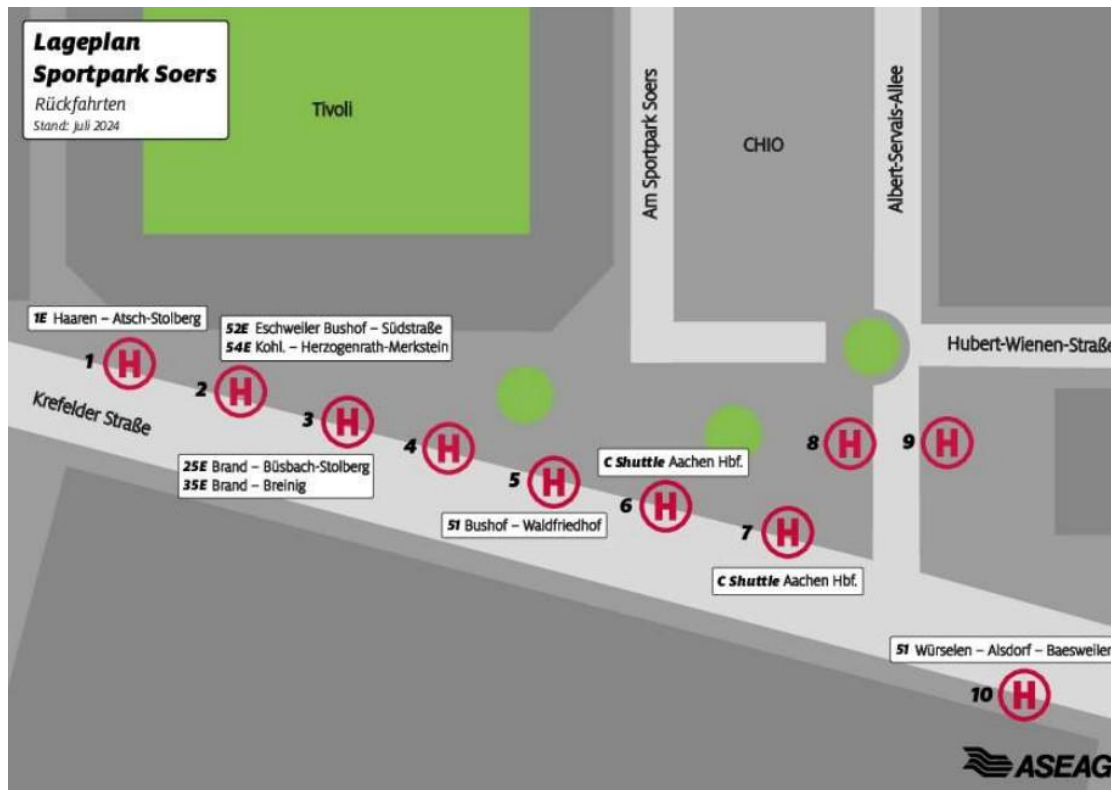 Lageplan
Sportpark Soers
Rückfahrten
Stand: Juli 2024
Tivoli
Am Sportpark Soers
CHIO
Albert-Servais-Allee
Hubert-Wienen-Straße
Krefelder Straße
1E Haaren – Atsch-Stolberg
1 H
52E Eschweiler Bushof – Südstraße
54E Kohl. – Herzogenrath-Merkstein
2 H
3 H
25E Brand – Büsbach-Stolberg
35E Brand – Breinig
4 H
5 H
51 Bushof – Waldfriedhof
C Shuttle Aachen Hbf.
6 H
7 H
C Shuttle Aachen Hbf.
8 H
9 H
51 Würselen – Alsdorf – Baesweiler
10 H
ASEAG